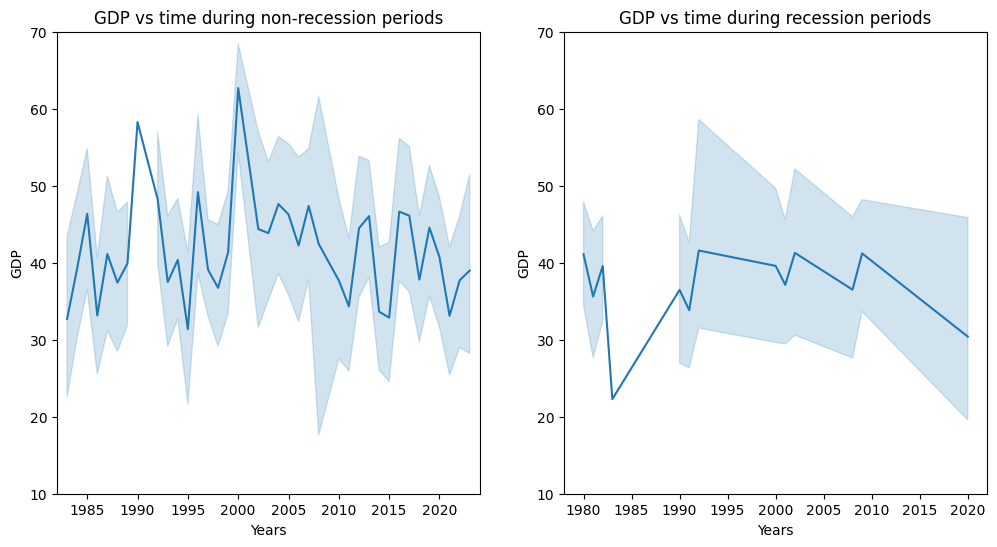 GDP vs time during non-recession periods
70
60
50
40
30
20
10
GDP
1985 1990 1995 2000 2005 2010 2015 2020
Years
GDP vs time during recession periods
70
60
50
40
30
20
10
GDP
1980 1985 1990 1995 2000 2005 2010 2015 2020
Years